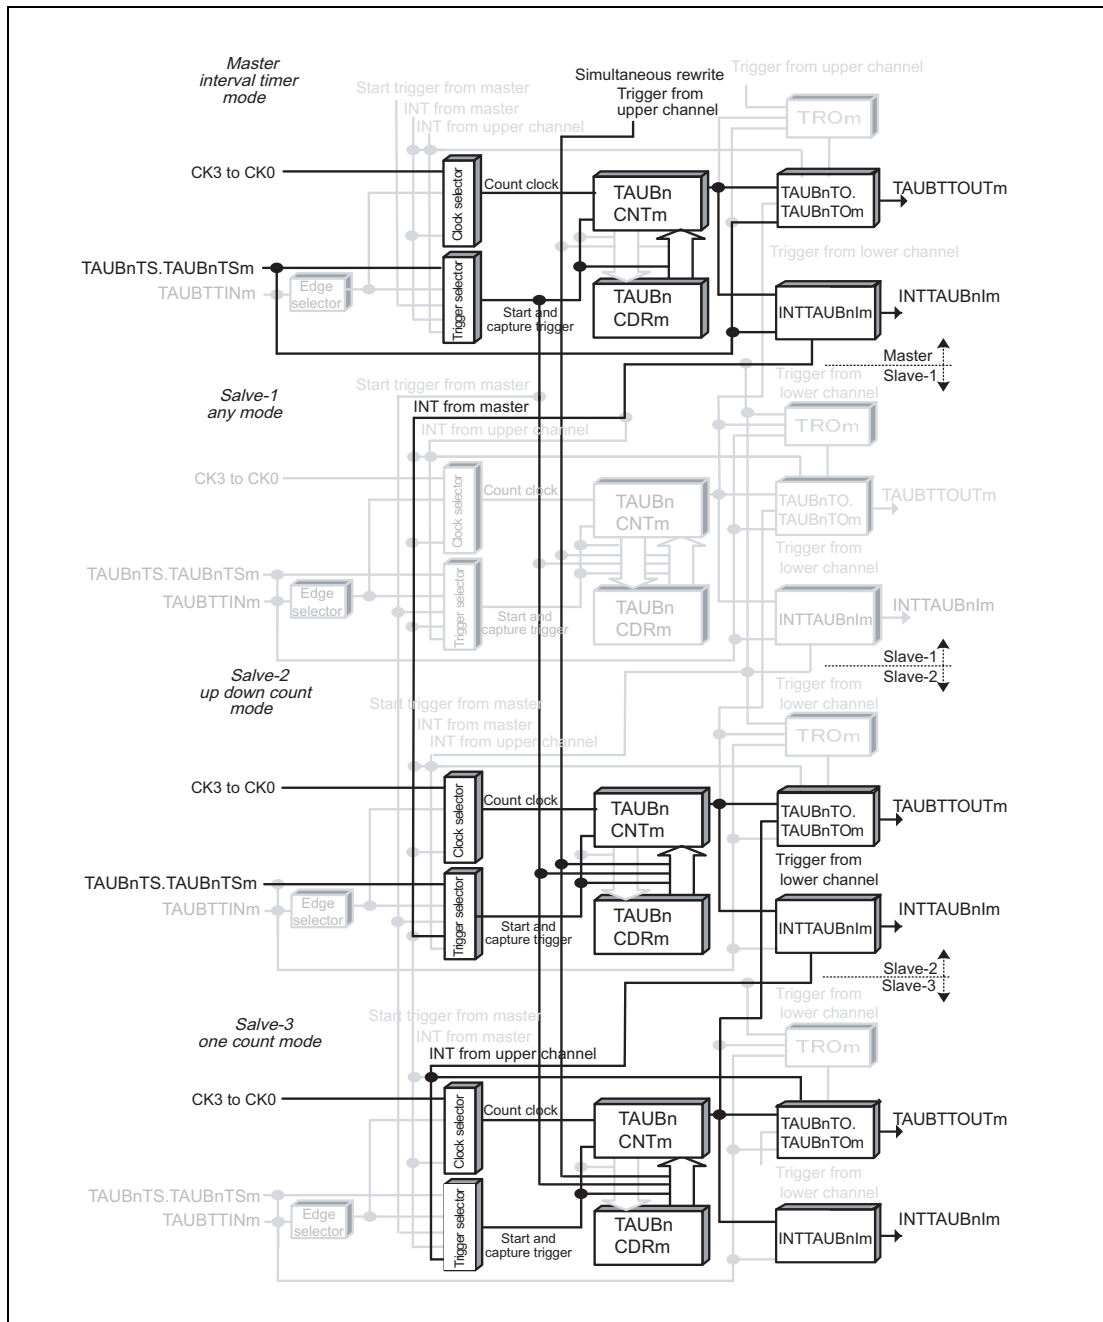 Master
interval timer
mode
Simultaneous rewrite
Trigger from
upper channel
Trigger from upper channel
Start trigger from master
INT from master
INT from upper channel
TROm
CK3 to CK0
Clock selector
Count clock
TAUBn
CNTm
TAUBnTO.
TAUBnTOm
TAUBTTOUTm
Trigger from lower channel
TAUBnTS.TAUBnTSm
TAUBTTINm
Edge
selector
Trigger selector
Start and
capture trigger
TAUBn
CDRm
INTTAUBnIm
INTTAUBnIm
Master
Slave-1
Salve-1
any mode
Start trigger from master
INT from master
INT from upper channel
Trigger from
lower channel
TROm
CK3 to CK0
Clock selector
Count clock
TAUBn
CNTm
TAUBnTO.
TAUBnTOm
TAUBTTOUTm
Trigger from
lower channel
TAUBnTS.TAUBnTSm
TAUBTTINm
Edge
selector
Trigger selector
Start and
capture trigger
TAUBn
CDRm
INTTAUBnIm
INTTAUBnIm
Slave-1
Slave-2
Salve-2
up down count
mode
Start trigger from master
INT from master
INT from upper channel
Trigger from
lower channel
TROm
CK3 to CK0
Clock selector
Count clock
TAUBn
CNTm
TAUBnTO.
TAUBnTOm
TAUBTTOUTm
Trigger from
lower channel
TAUBnTS.TAUBnTSm
TAUBTTINm
Edge
selector
Trigger selector
Start and
capture trigger
TAUBn
CDRm
INTTAUBnIm
INTTAUBnIm
Slave-2
Slave-3
Salve-3
one count mode
Start trigger from master
INT from master
INT from upper channel
Trigger from
lower channel
TROm
CK3 to CK0
Clock selector
Count clock
TAUBn
CNTm
TAUBnTO.
TAUBnTOm
TAUBTTOUTm
Trigger from
lower channel
TAUBnTS.TAUBnTSm
TAUBTTINm
Edge
selector
Trigger selector
Start and
capture trigger
TAUBn
CDRm
INTTAUBnIm
INTTAUBnIm